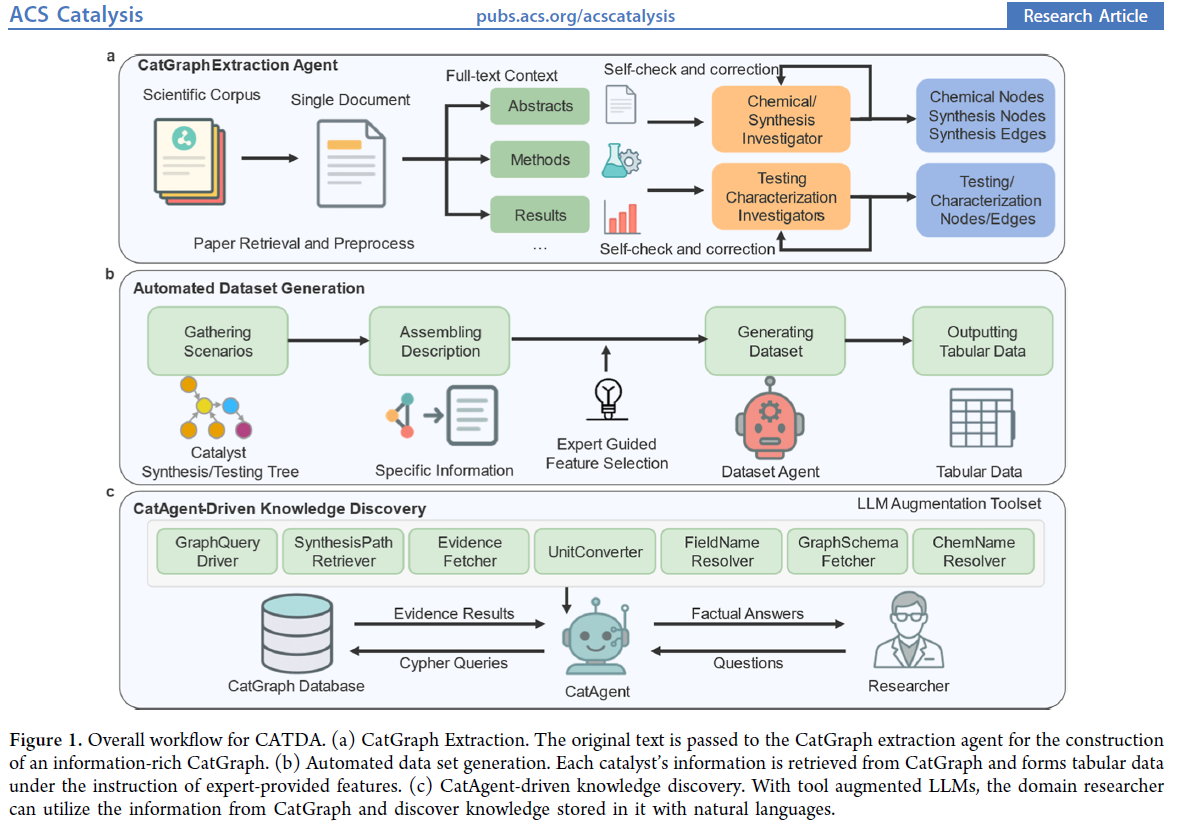 ACS Catalysis
pubs.acs.org/acscatalysis
Research Article
a
CatGraphExtraction Agent
Scientific Corpus
Single Document
Paper Retrieval and Preprocess
Full-text Context
Abstracts
Methods
Results
...
Self-check and correction
Chemical/
Synthesis
Investigator
Chemical Nodes
Synthesis Nodes
Synthesis Edges
Testing
Characterization
Investigators
Testing/
Characterization
Nodes/Edges
Self-check and correction
b
Automated Dataset Generation
Gathering
Scenarios
Assembling
Description
Generating
Dataset
Outputting
Tabular Data
Catalyst
Synthesis/Testing Tree
Specific Information
Expert Guided
Feature Selection
Dataset Agent
Tabular Data
c
CatAgent-Driven Knowledge Discovery
LLM Augmentation Toolset
GraphQuery
Driver
SynthesisPath
Retriever
Evidence
Fetcher
UnitConverter
FieldName
Resolver
GraphSchema
Fetcher
ChemName
Resolver
Evidence Results
Cypher Queries
Factual Answers
Questions
CatGraph Database
CatAgent
Researcher
Figure 1. Overall workflow for CATDA. (a) CatGraph Extraction. The original text is passed to the CatGraph extraction agent for the construction
of an information-rich CatGraph. (b) Automated data set generation. Each catalyst's information is retrieved from CatGraph and forms tabular data
under the instruction of expert-provided features. (c) CatAgent-driven knowledge discovery. With tool augmented LLMs, the domain researcher
can utilize the information from CatGraph and discover knowledge stored in it with natural languages.